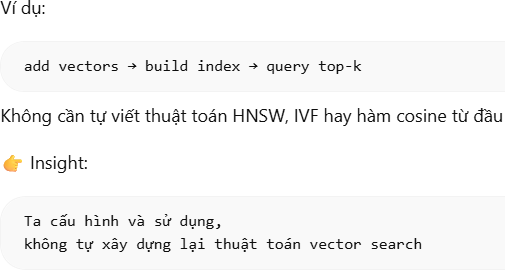 Ví dụ:
add vectors → build index → query top-k
Không cần tự viết thuật toán HNSW, IVF hay hàm cosine từ đầu
👉 Insight:
Ta cấu hình và sử dụng,
không tự xây dựng lại thuật toán vector search